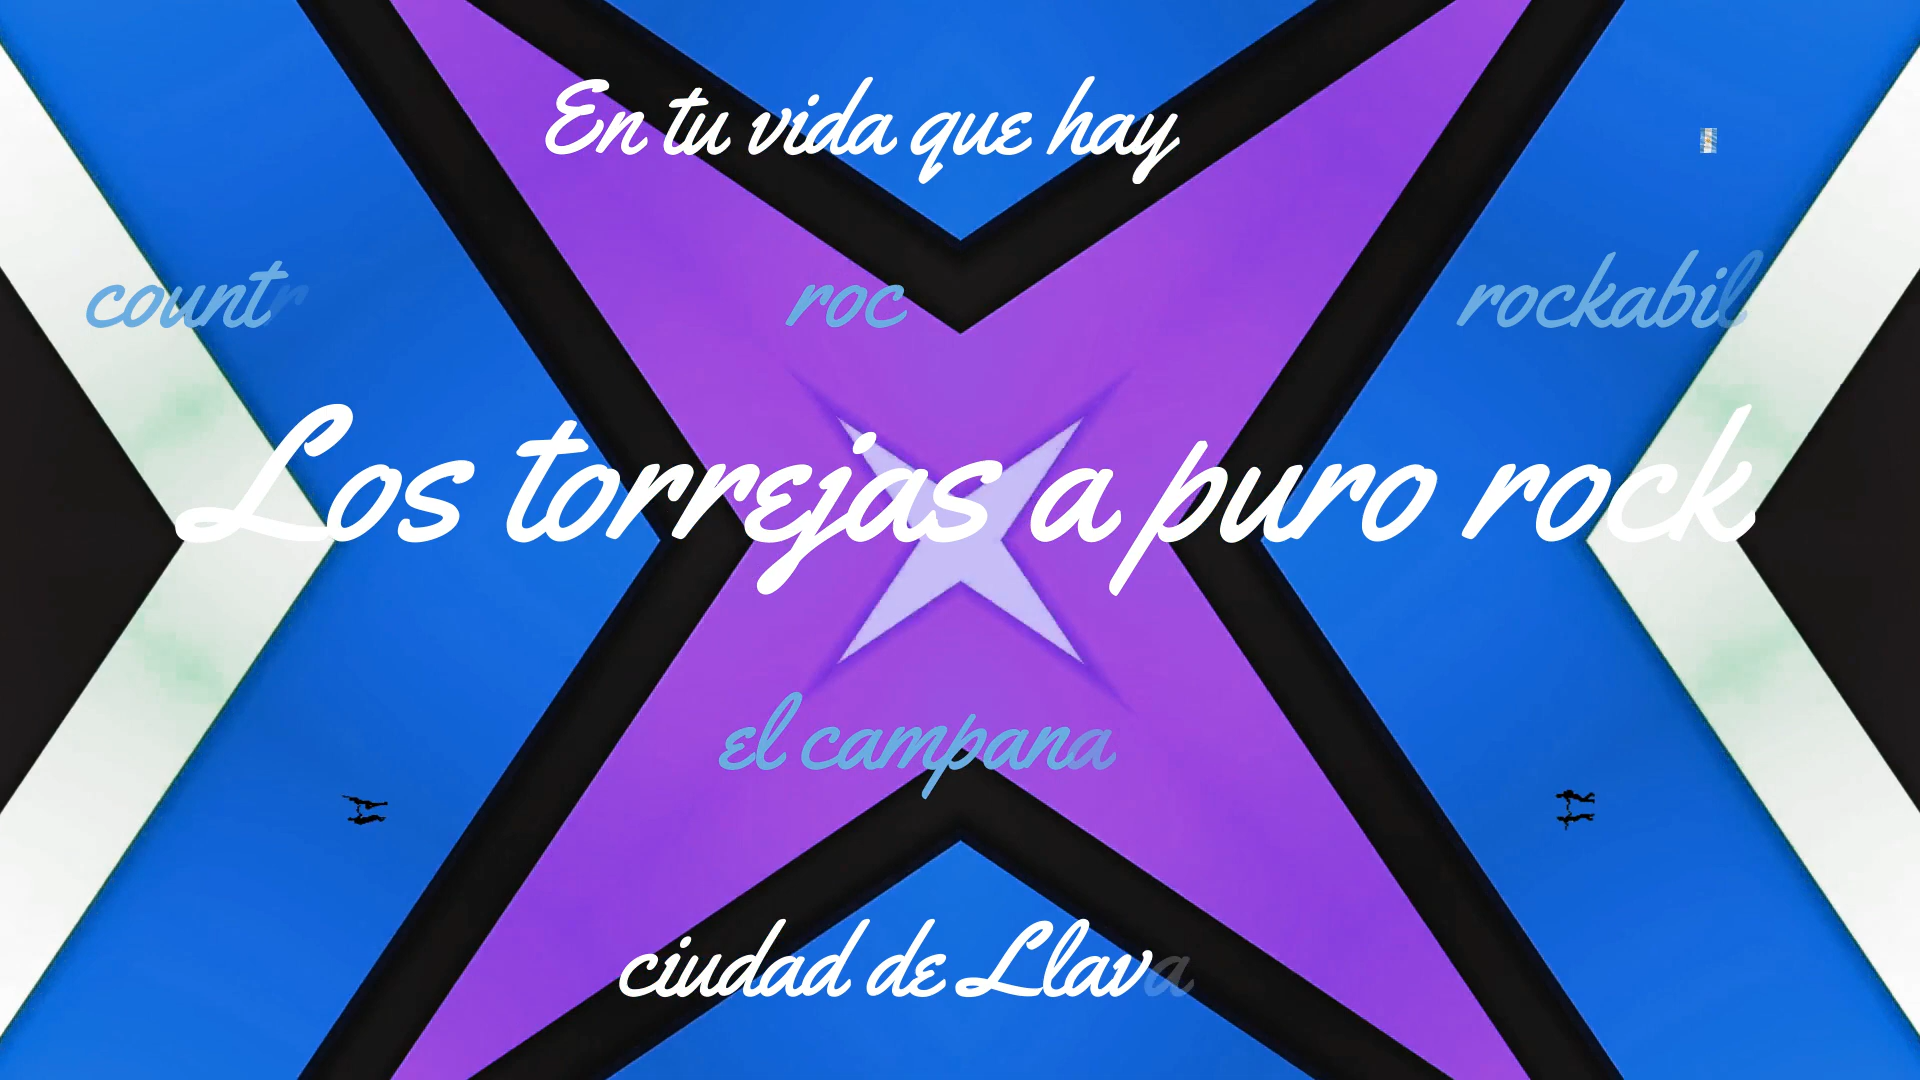 En tu vida que hay
countr roc rockabil
Los torrejas a puro rock
el campana
ciudad de Llava